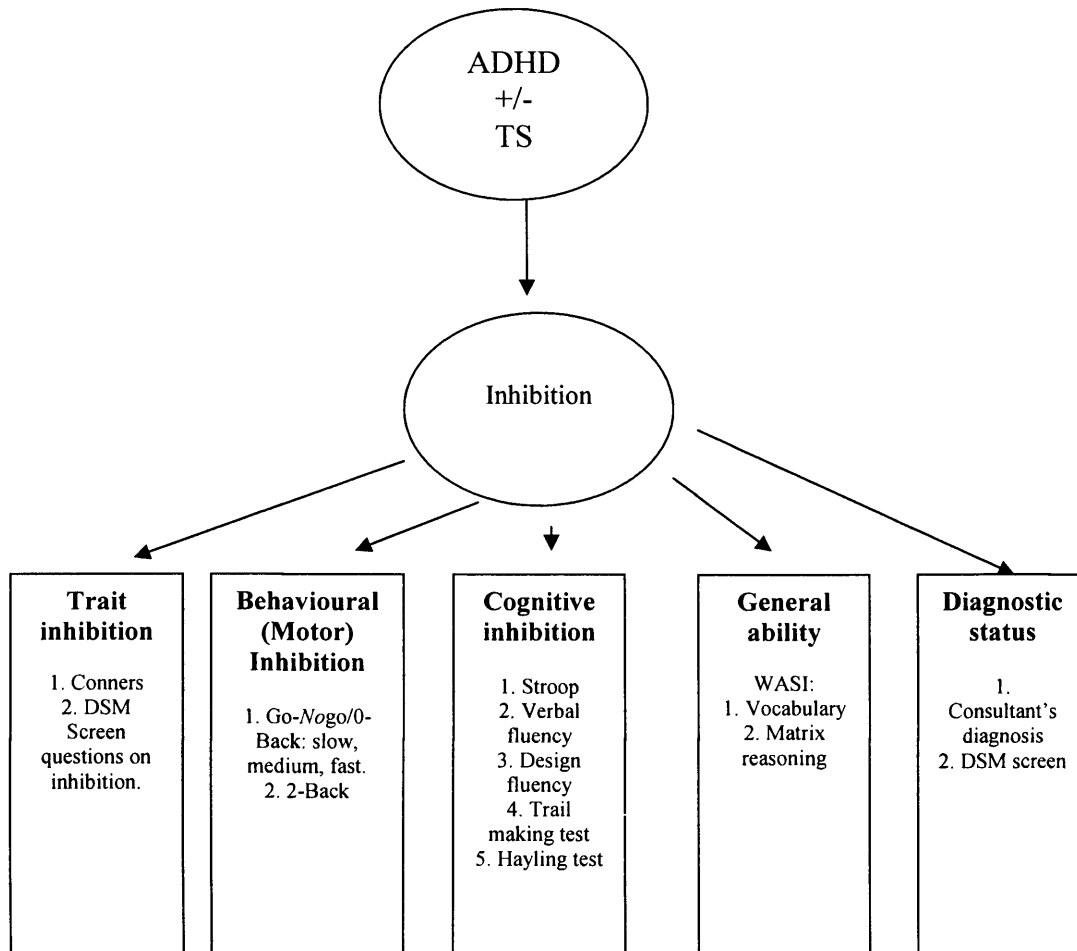 ADHD
+/-
TS
Inhibition
Trait
inhibition
1. Conners
2. DSM
Screen
questions on
inhibition.
Behavioural
(Motor)
Inhibition
1. Go-Nogo/0-
Back: slow,
medium, fast.
2. 2-Back
Cognitive
inhibition
1. Stroop
2. Verbal
fluency
3. Design
fluency
4. Trail
making test
5. Hayling test
General
ability
WASI:
1. Vocabulary
2. Matrix
reasoning
Diagnostic
status
1.
Consultant's
diagnosis
2. DSM screen